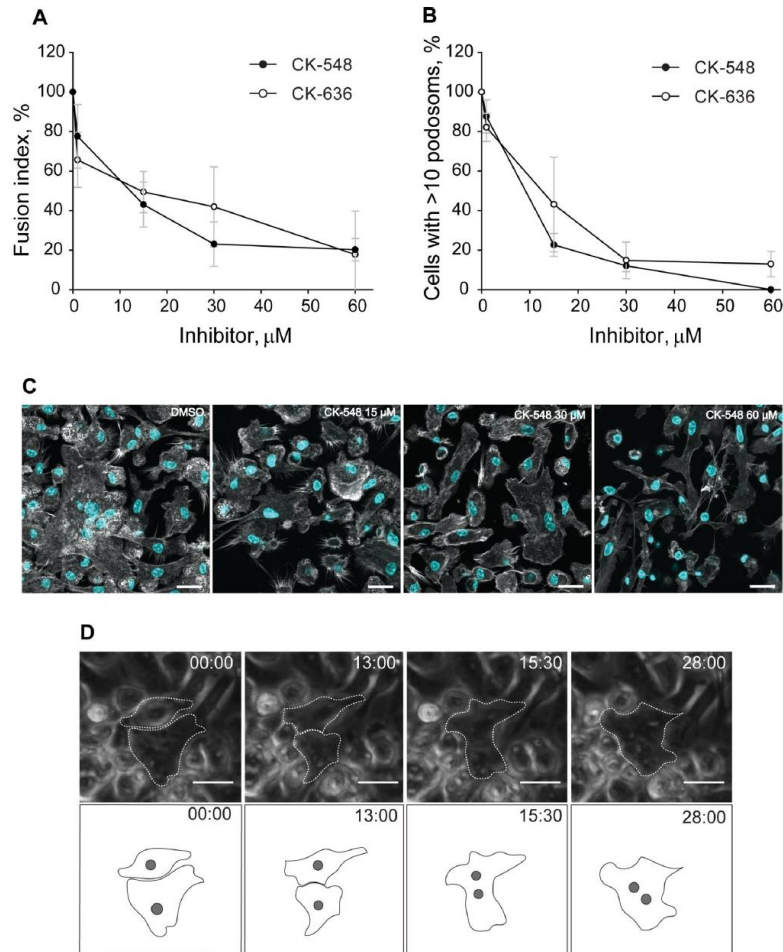 A
Fusion index, %
120
100
80
60
40
20
0
0 10 20 30 40 50 60
Inhibitor, μM
CK-548
CK-636
B
Cells with >10 podosoms, %
120
100
80
60
40
20
0
0 10 20 30 40 50 60
Inhibitor, μM
CK-548
CK-636
C
DMSO
CK-548 15 μM
CK-548 30 μM
CK-548 60 μM
D
00:00
13:00
15:30
28:00
00:00
13:00
15:30
28:00